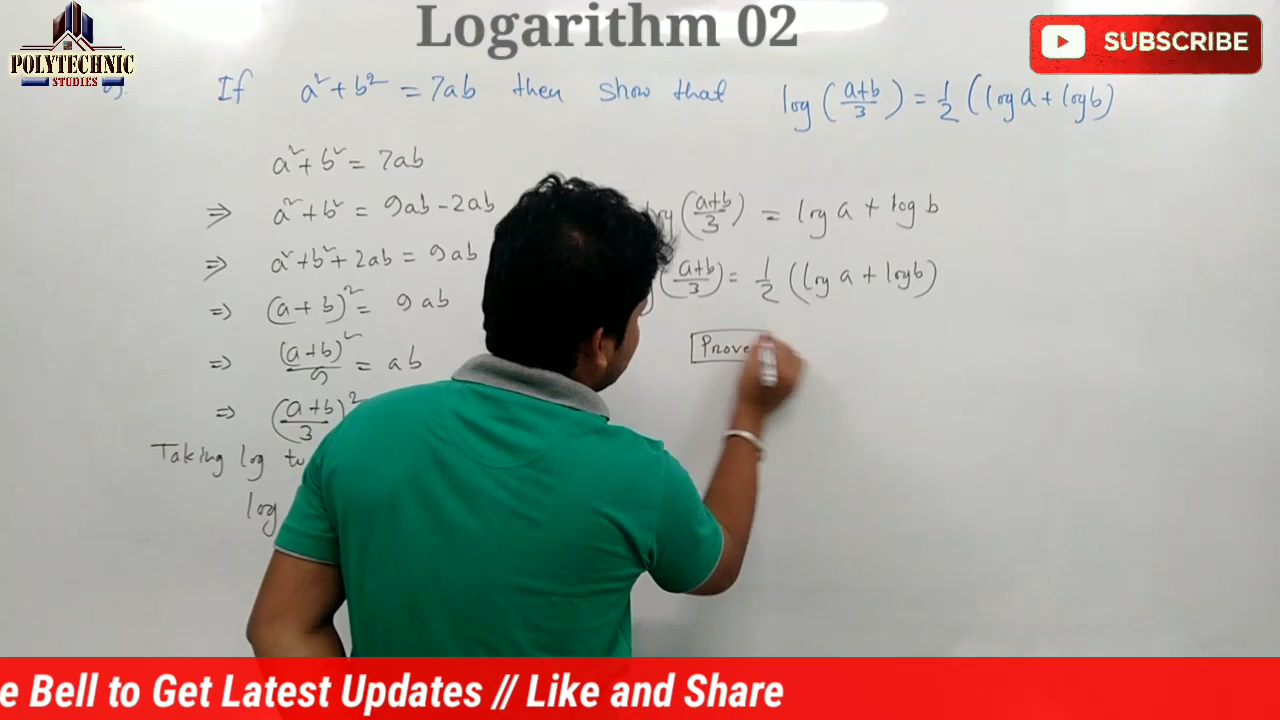 Logarithm 02
POLYTECHNIC
STUDIES
SUBSCRIBE
If a² + b² = 7ab then show that log (a+b/3) = 1/2 (log a + log b)
a² + b² = 7ab
⇒ a² + b² = 9ab - 2ab
⇒ a² + b² + 2ab = 9ab
⇒ (a + b)² = 9ab
⇒ (a+b)²/9 = ab
⇒ (a+b/3)²
Taking log to
log
(a+b/3) = log a + log b
(a+b/3) = 1/2 (log a + log b)
Prove
e Bell to Get Latest Updates // Like and Share